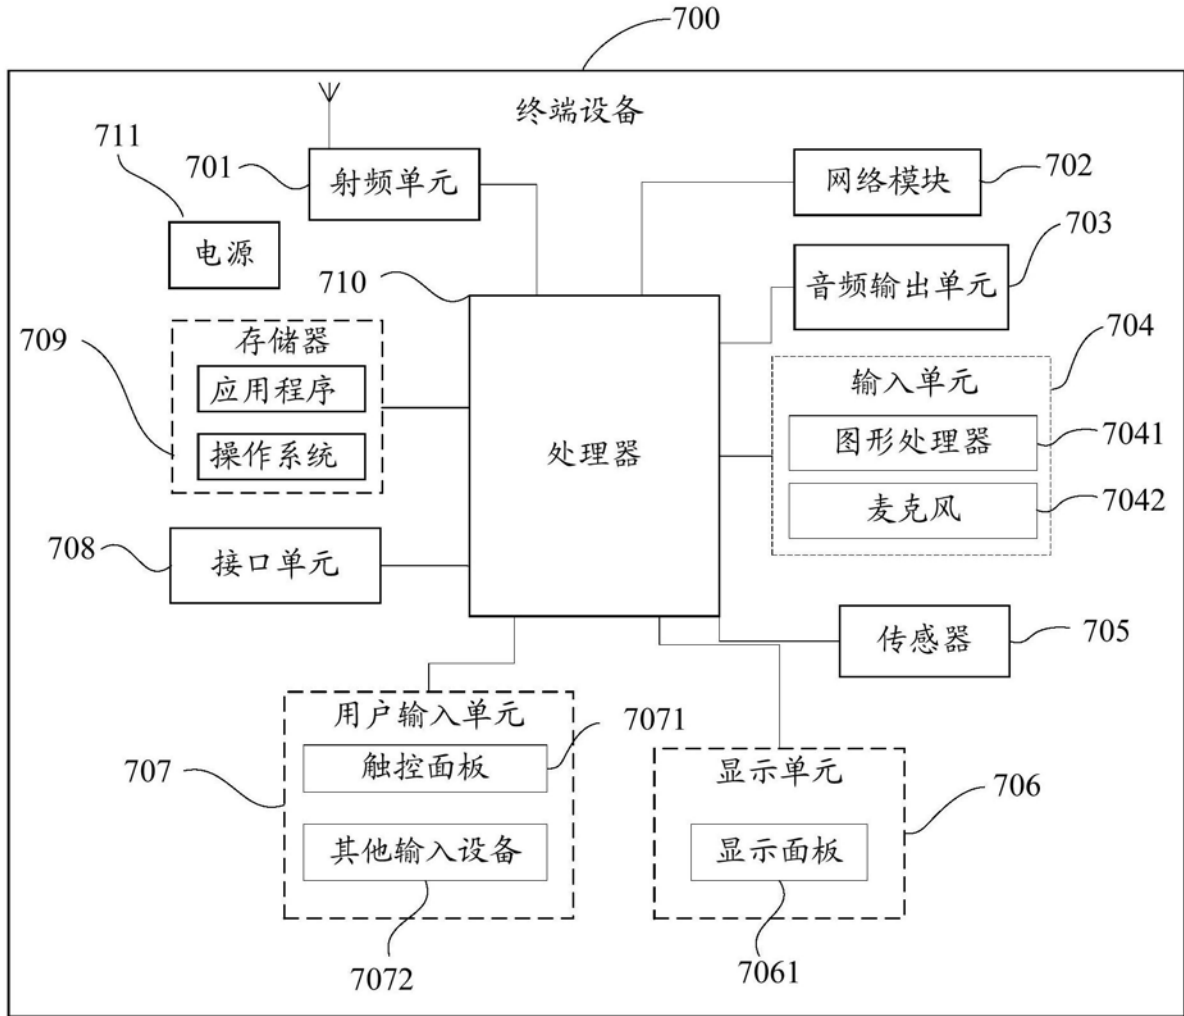 700
终端设备
711
701
射频单元
网络模块
702
电源
703
音频输出单元
710
709
存储器
应用程序
操作系统
704
输入单元
图形处理器
7041
麦克风
7042
处理器
708
接口单元
传感器
705
用户输入单元
7071
触控面板
707
其他输入设备
7072
显示单元
706
显示面板
7061